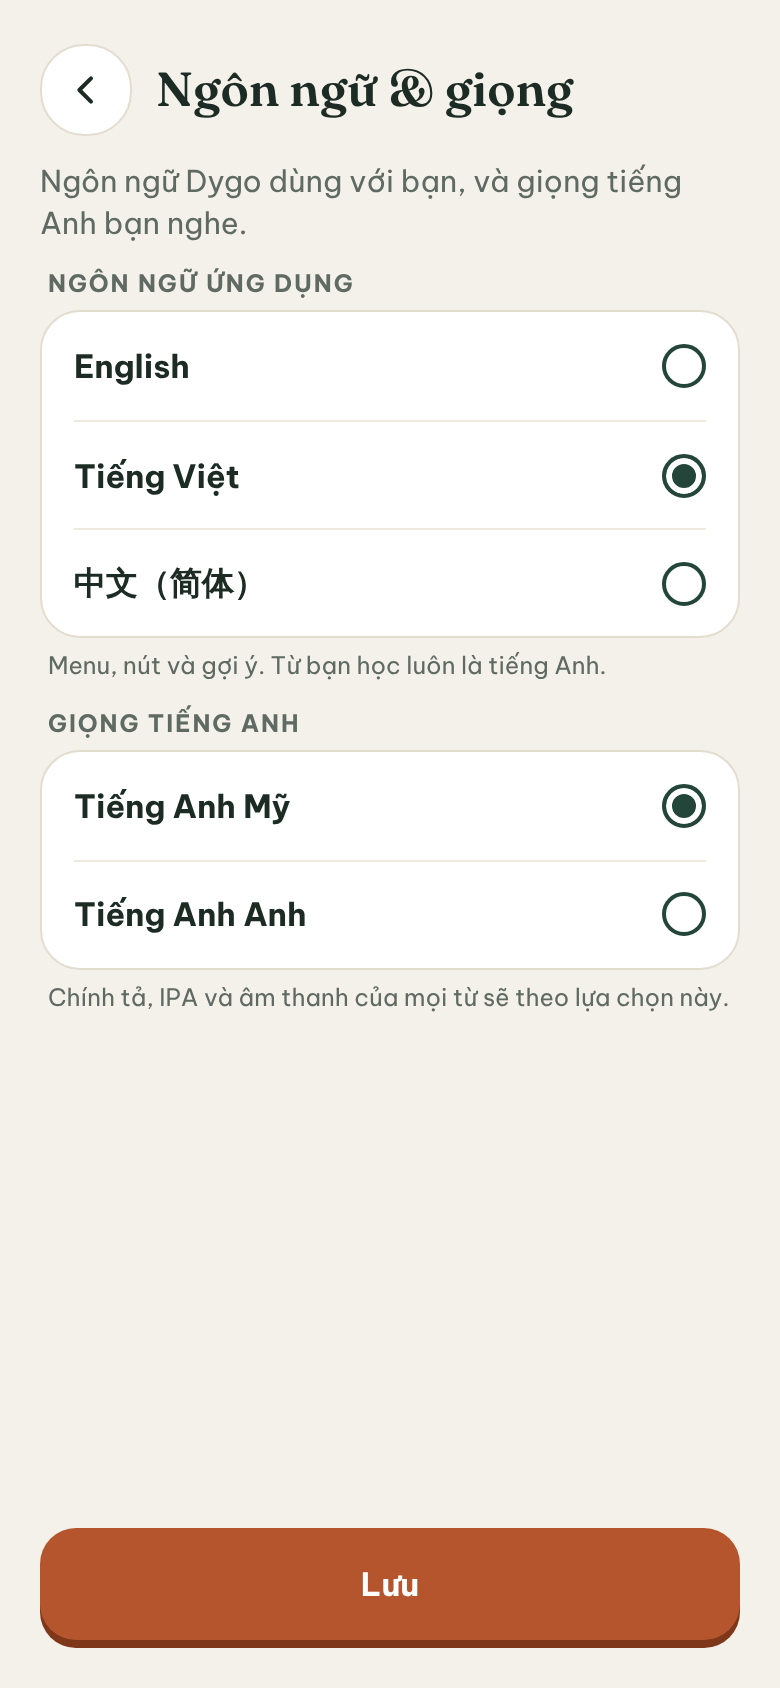 Ngôn ngữ & giọng
Ngôn ngữ Dygo dùng với bạn, và giọng tiếng
Anh bạn nghe.
NGÔN NGỮ ỨNG DỤNG
English
Tiếng Việt
中文（简体）
Menu, nút và gợi ý. Từ bạn học luôn là tiếng Anh.
GIỌNG TIẾNG ANH
Tiếng Anh Mỹ
Tiếng Anh Anh
Chính tả, IPA và âm thanh của mọi từ sẽ theo lựa chọn này.
Lưu